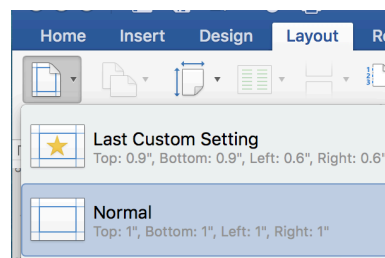 Home Insert Design Layout
Last Custom Setting
Top: 0.9", Bottom: 0.9", Left: 0.6", Right: 0.6"
Normal
Top: 1", Bottom: 1", Left: 1", Right: 1"